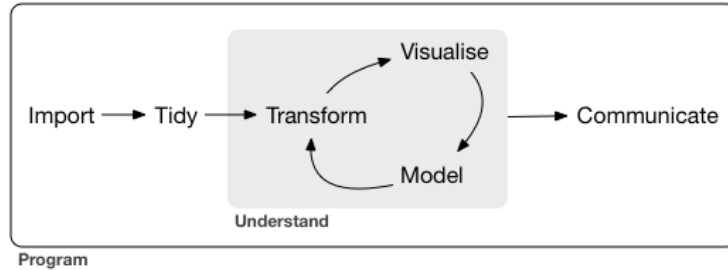 Visualise
Import
Tidy
Transform
Communicate
Model
Understand
Program